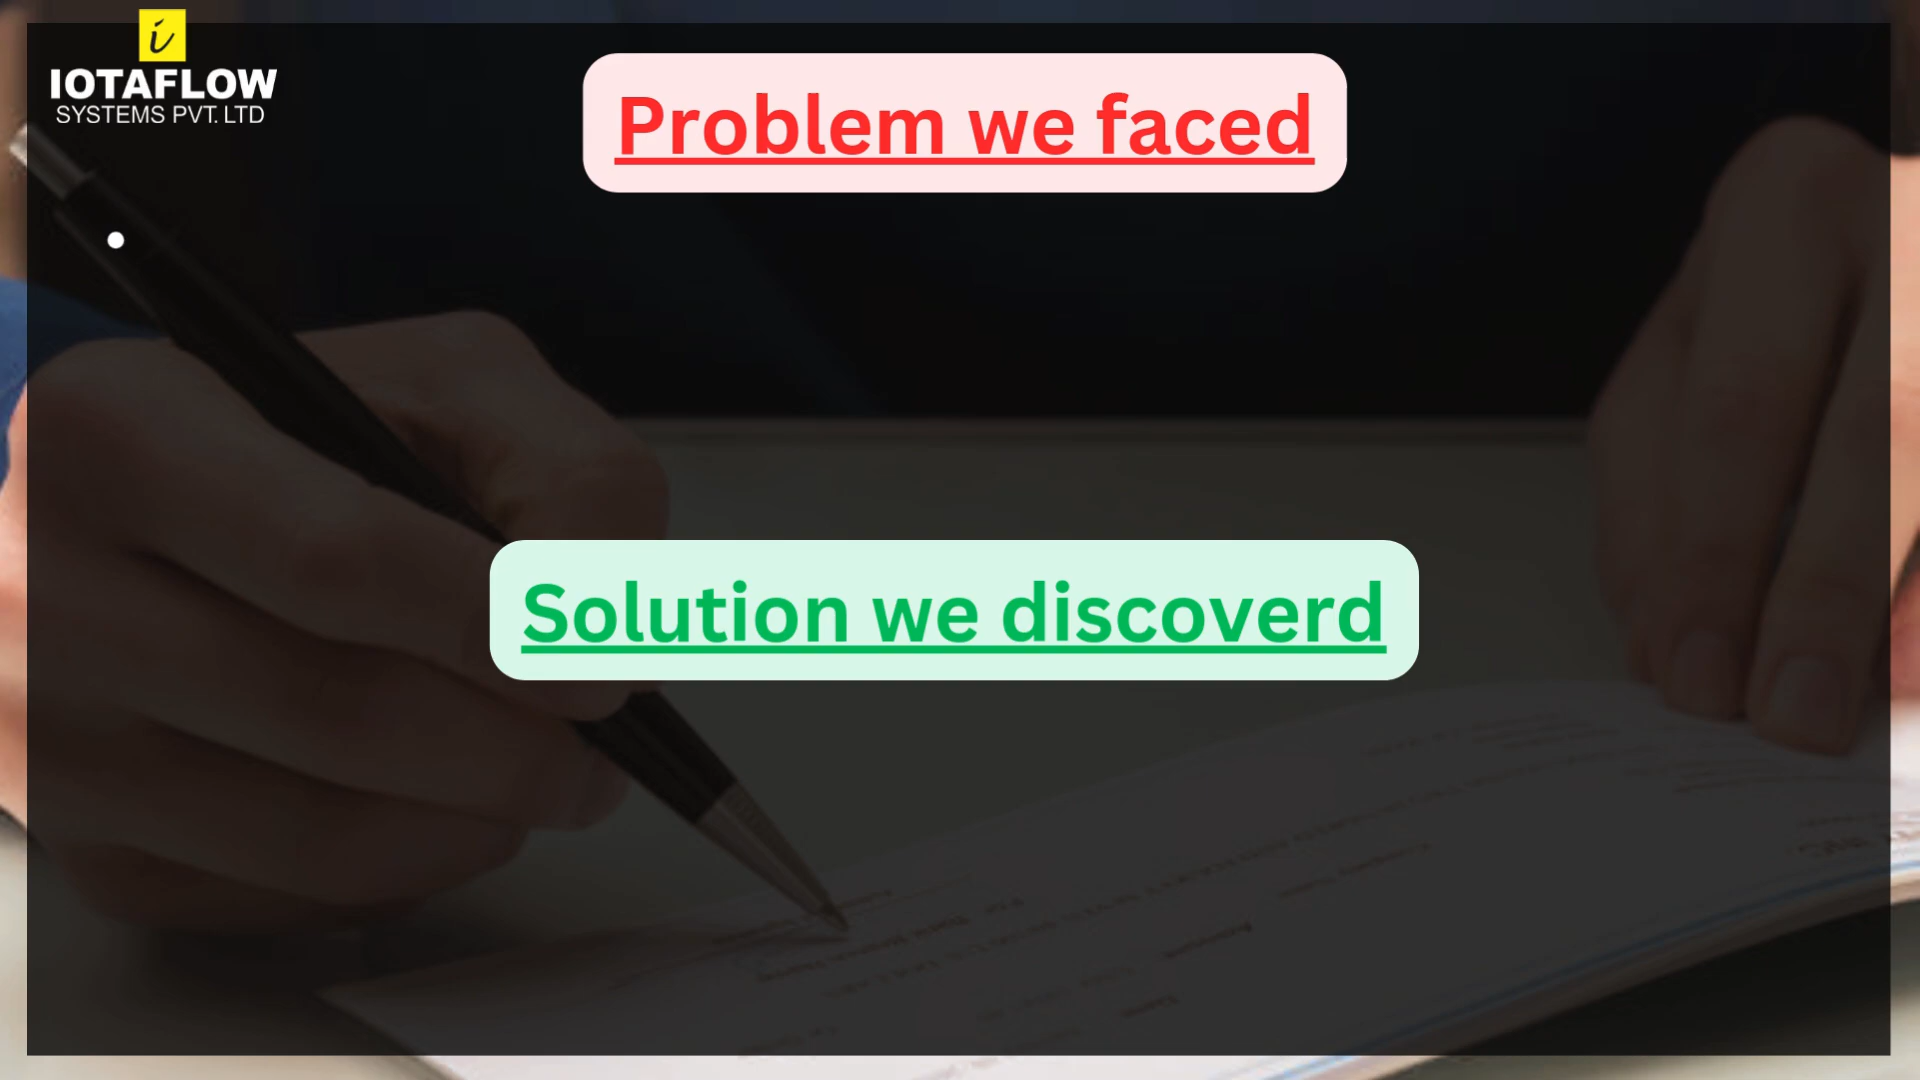 i
IOTAFLOW
SYSTEMS PVT. LTD
Problem we faced
Solution we discoverd